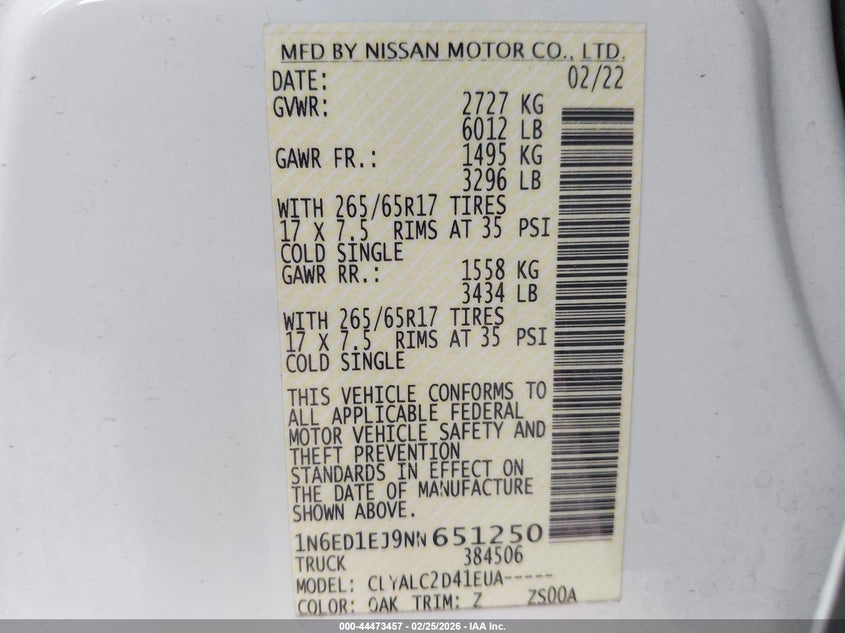 MFD BY NISSAN MOTOR CO., LTD.
DATE: 02/22
GVWR: 2727 KG
6012 LB
GAWR FR.: 1495 KG
3296 LB
WITH 265/65R17 TIRES
17 X 7.5 RIMS AT 35 PSI
COLD SINGLE
GAWR RR.: 1558 KG
3434 LB
WITH 265/65R17 TIRES
17 X 7.5 RIMS AT 35 PSI
COLD SINGLE
THIS VEHICLE CONFORMS TO
ALL APPLICABLE FEDERAL
MOTOR VEHICLE SAFETY AND
THEFT PREVENTION
STANDARDS IN EFFECT ON
THE DATE OF MANUFACTURE
SHOWN ABOVE.
1N6ED1EJ9NN651250
TRUCK 384506
MODEL: CLYALC2D41EUA-----
COLOR: QAK TRIM: Z ZS00A
000-44473457 - 02/25/2026 - IAA Inc.